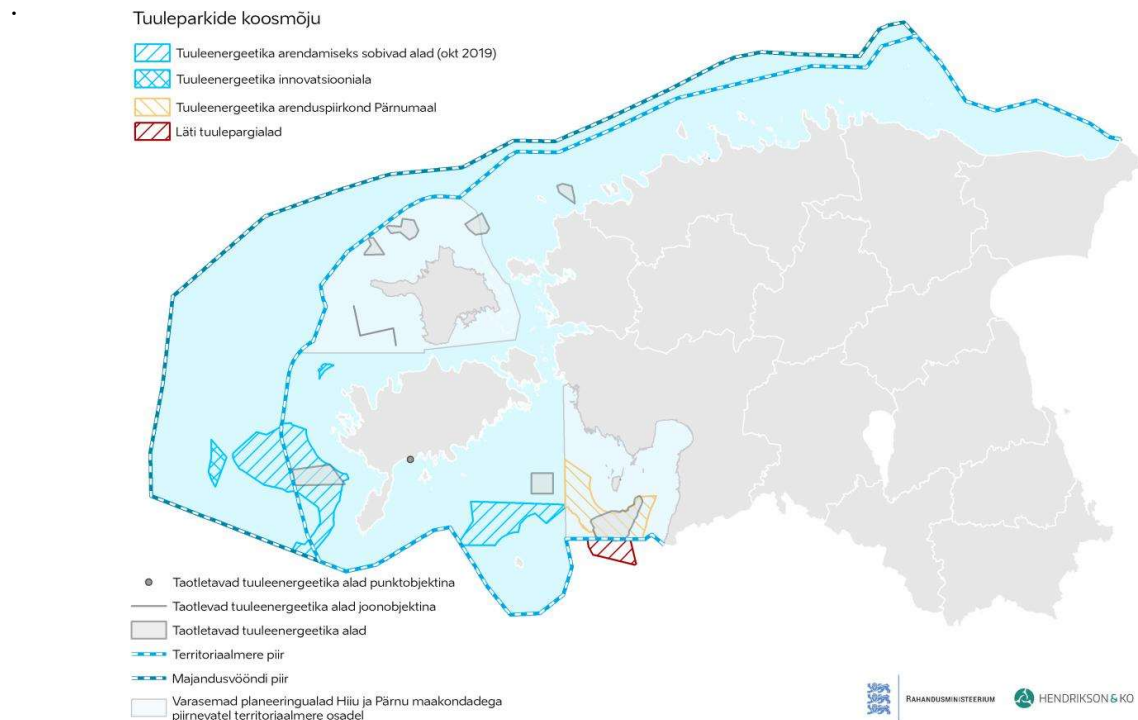 Tuuleparkide koosmõju
Tuuleenergeetika arendamiseks sobivad alad (okt 2019)
Tuuleenergeetika innovatsiooniala
Tuuleenergeetika arenduspiirkond Pärnumaal
Läti tuulepargialad
Taotletavad tuuleenergeetika alad punktobjektina
Taotlevad tuuleenergeetika alad joonobjektina
Taotletavad tuuleenergeetika alad
Territoriaalmere piir
Majandusvööndi piir
Varasemad planeeringualad Hiiu ja Pärnu maakondadega
piirnevatel territoriaalmere osadel
RAHANDUSMINISTEERIUM
HENDRIKSON & KO